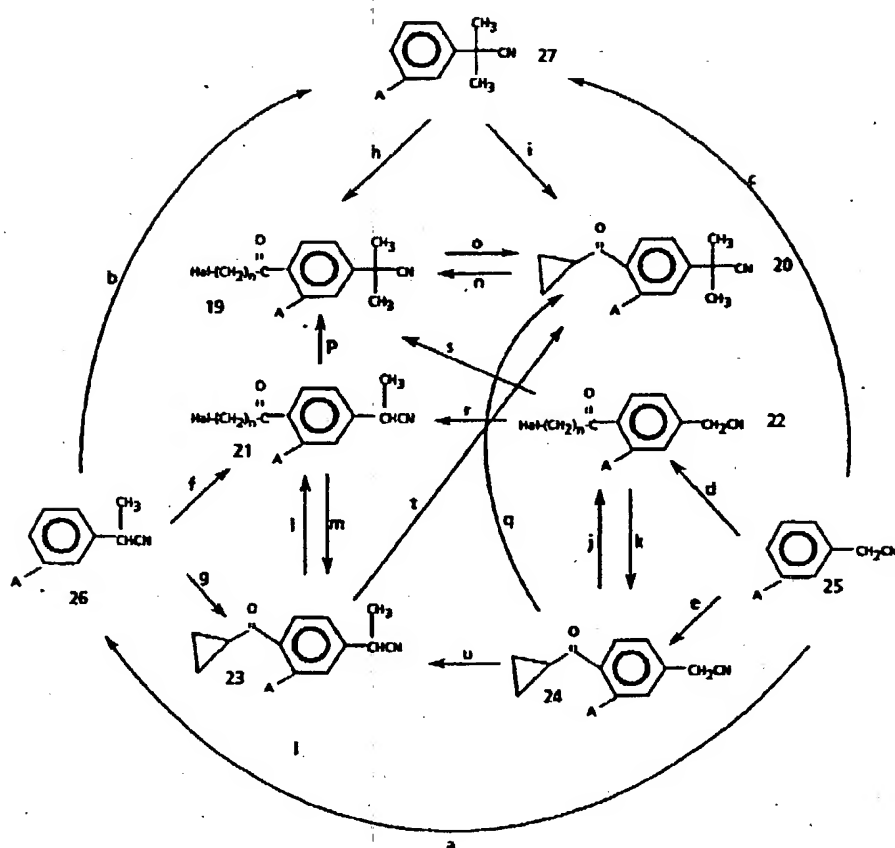 CH₃
CN 27
A CH₃
h i c
b
O CH₃ o O CH₃
Hal-(CH₂)ₙ-C CN n CN 20
19 A CH₃ A CH₃
p s
O CH₃ O
Hal-(CH₂)ₙ-C CHCN r Hal-(CH₂)ₙ-C CH₂CN 22
21 A A
f t q d
CH₃ l m j k
CHCN CH₂CN
A 26 g e A 25
O CH₃ O
CHCN u CH₂CN
23 A 24 A
l
a